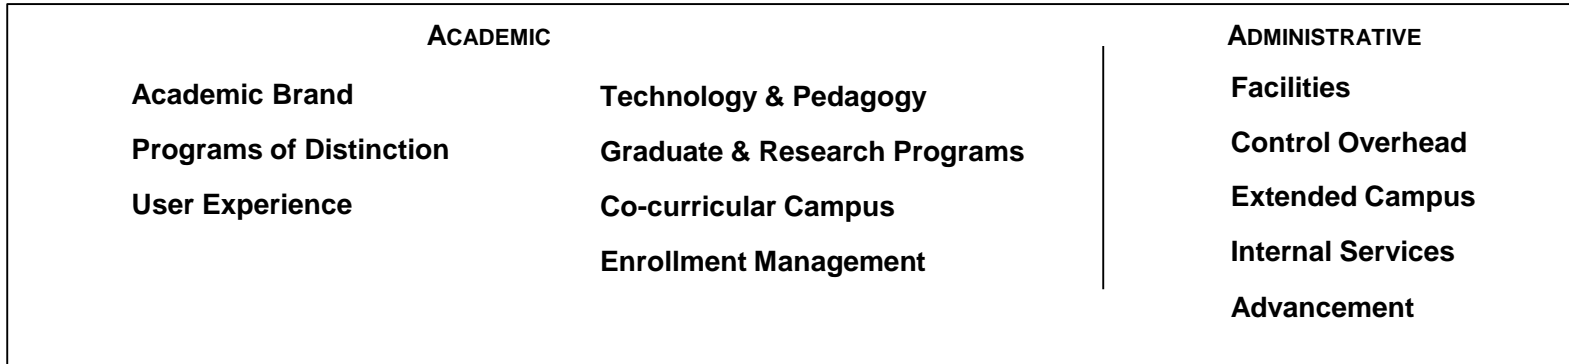 ACADEMIC
Academic Brand
Programs of Distinction
User Experience
Technology & Pedagogy
Graduate & Research Programs
Co-curricular Campus
Enrollment Management
ADMINISTRATIVE
Facilities
Control Overhead
Extended Campus
Internal Services
Advancement